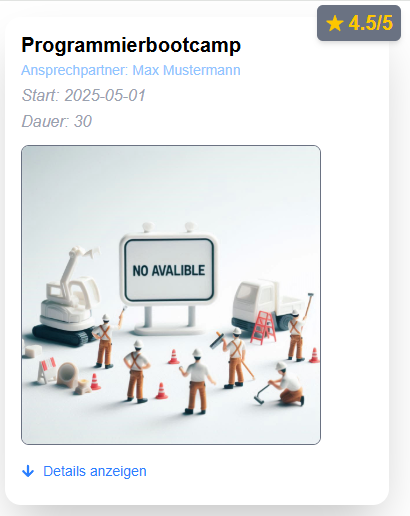 ★ 4.5/5
Programmierbootcamp
Ansprechpartner: Max Mustermann
Start: 2025-05-01
Dauer: 30
NO AVALIBLE
Details anzeigen